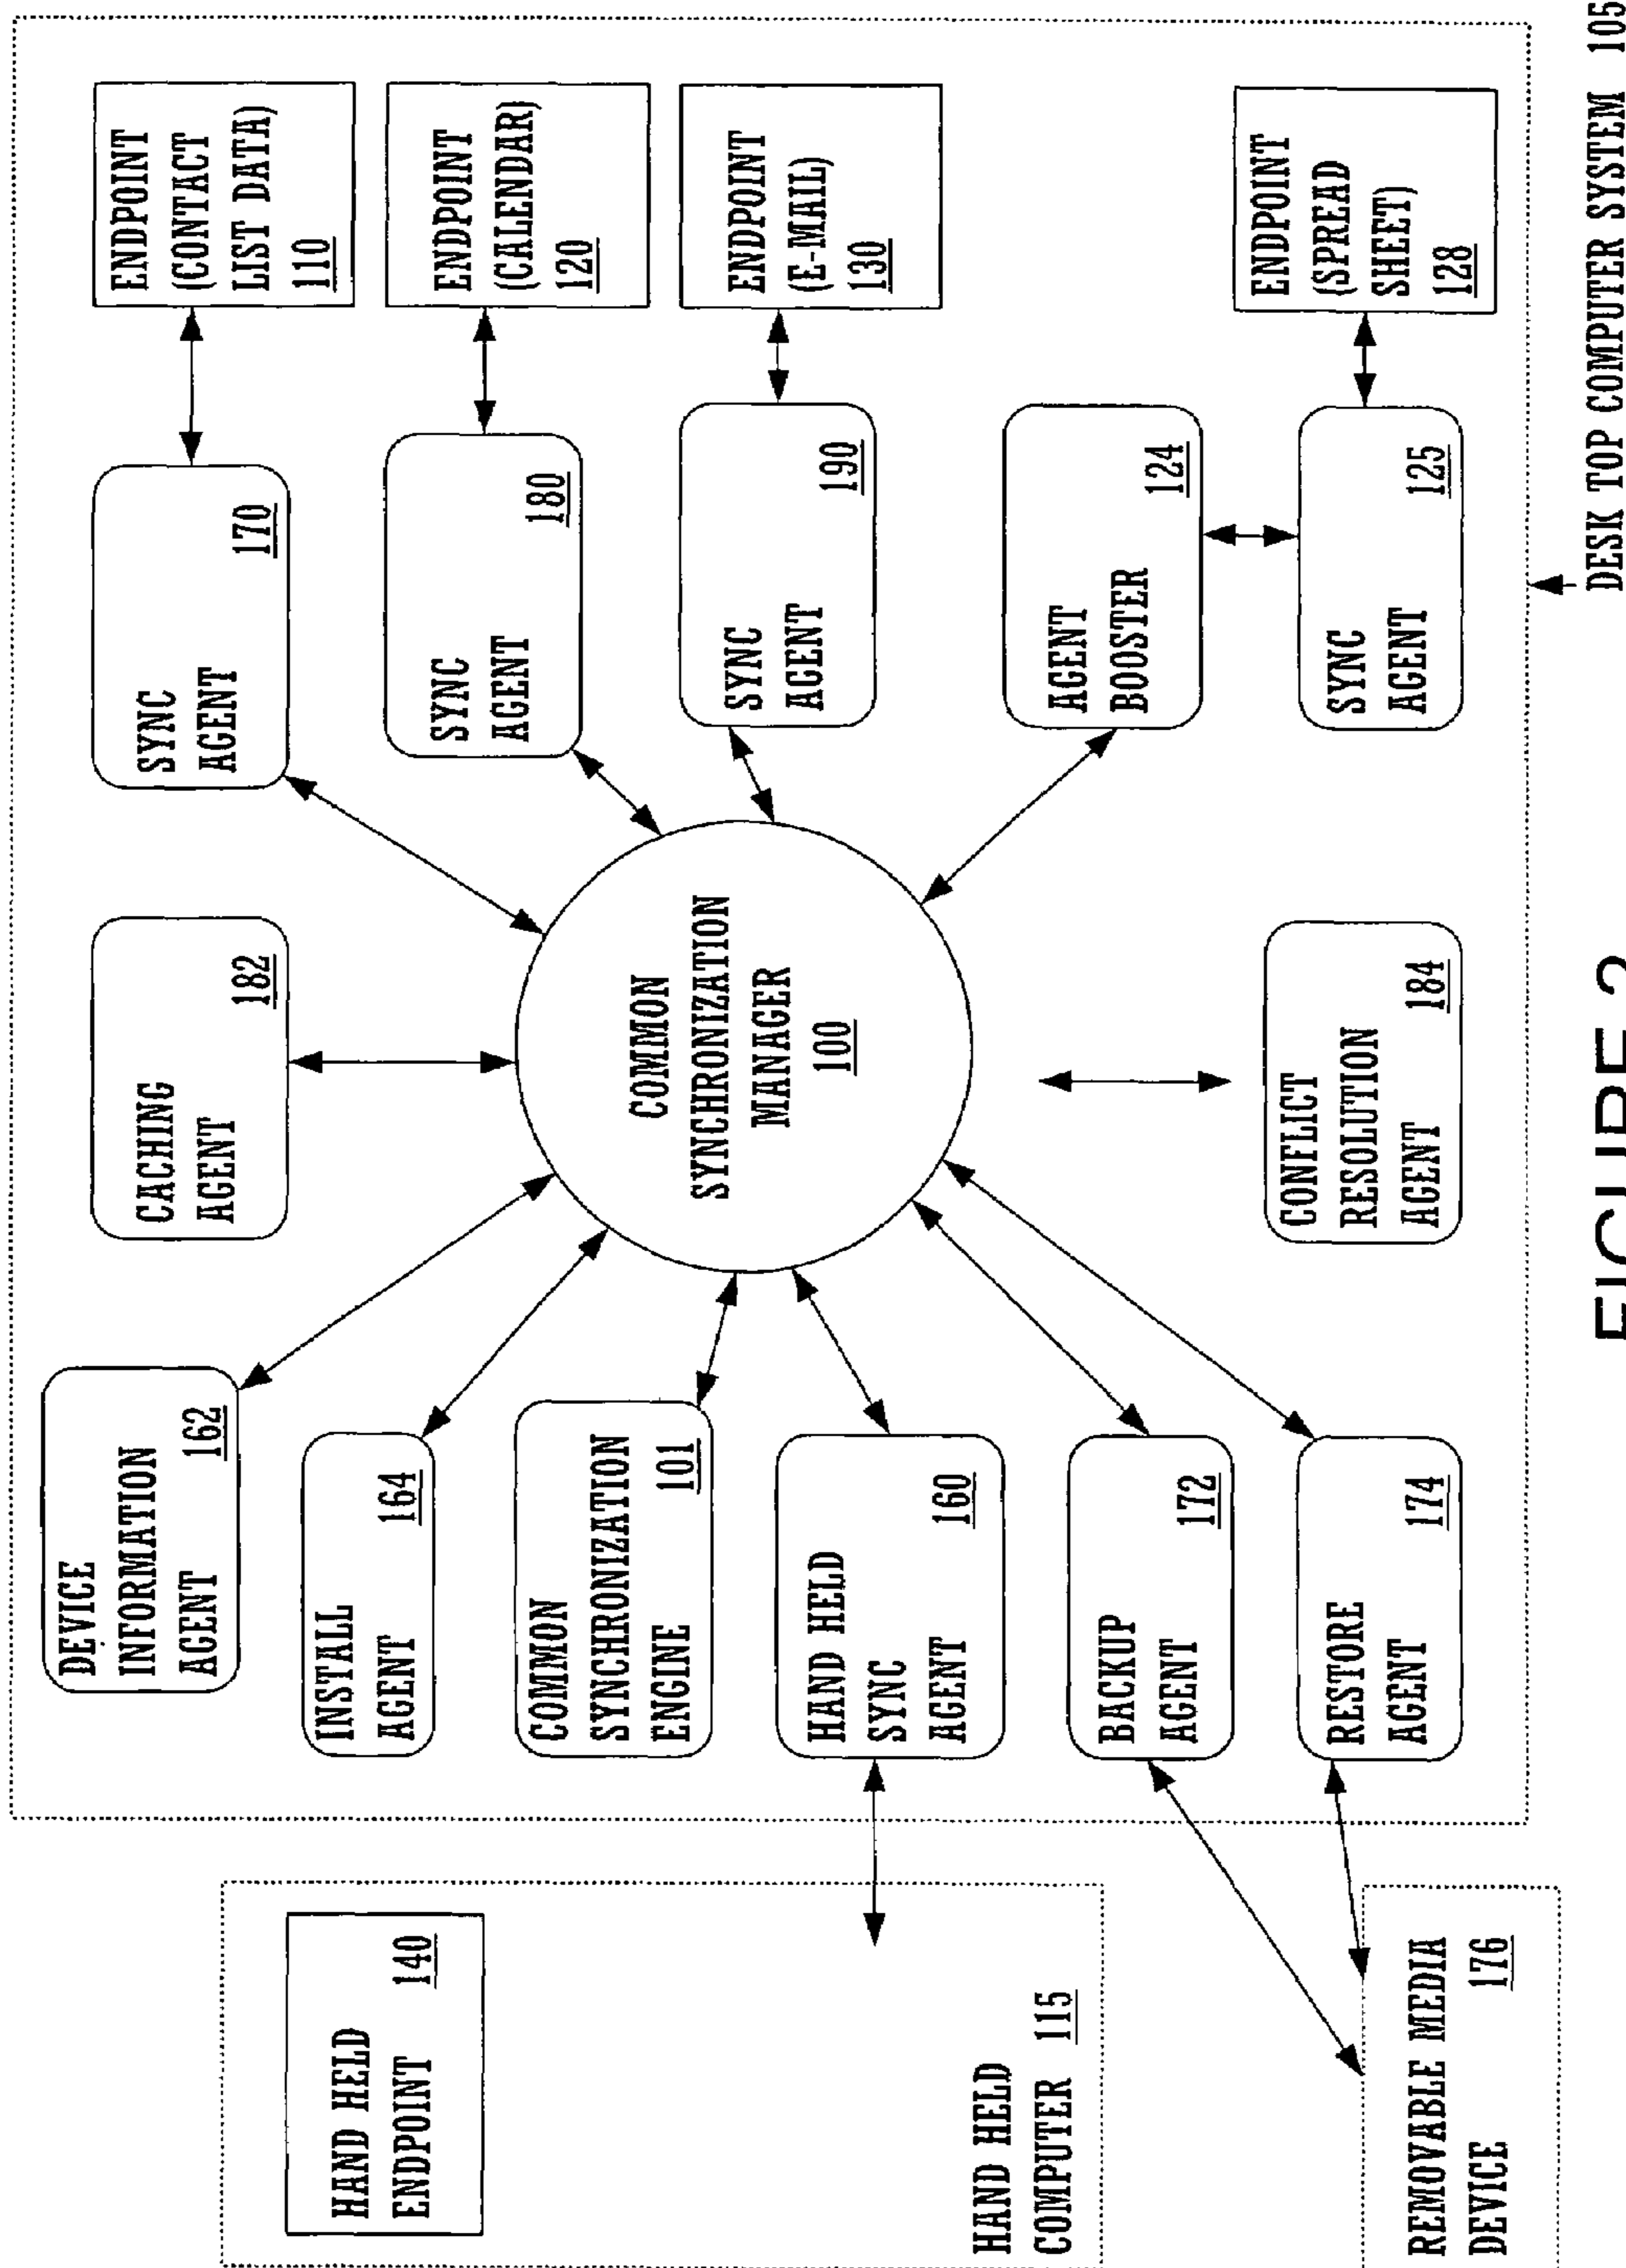 HAND HELD
ENDPOINT 140
HAND HELD
COMPUTER 115
REMOVABLE MEDIA
DEVICE 176
DEVICE
INFORMATION
AGENT 162
INSTALL
AGENT 164
COMMON
SYNCHRONIZATION
ENGINE 101
HAND HELD
SYNC
AGENT 160
BACKUP
AGENT 172
RESTORE
AGENT 174
CACHING
AGENT 182
COMMON
SYNCHRONIZATION
MANAGER
100
CONFLICT
RESOLUTION
AGENT 184
SYNC
AGENT 170
SYNC
AGENT 180
SYNC
AGENT 190
AGENT
BOOSTER 124
SYNC
AGENT 125
ENDPOINT
(CONTACT
LIST DATA)
110
ENDPOINT
(CALENDAR)
120
ENDPOINT
(E-MAIL)
130
ENDPOINT
(SPREAD
SHEET)
128
DESK TOP COMPUTER SYSTEM 105
FIGURE 2